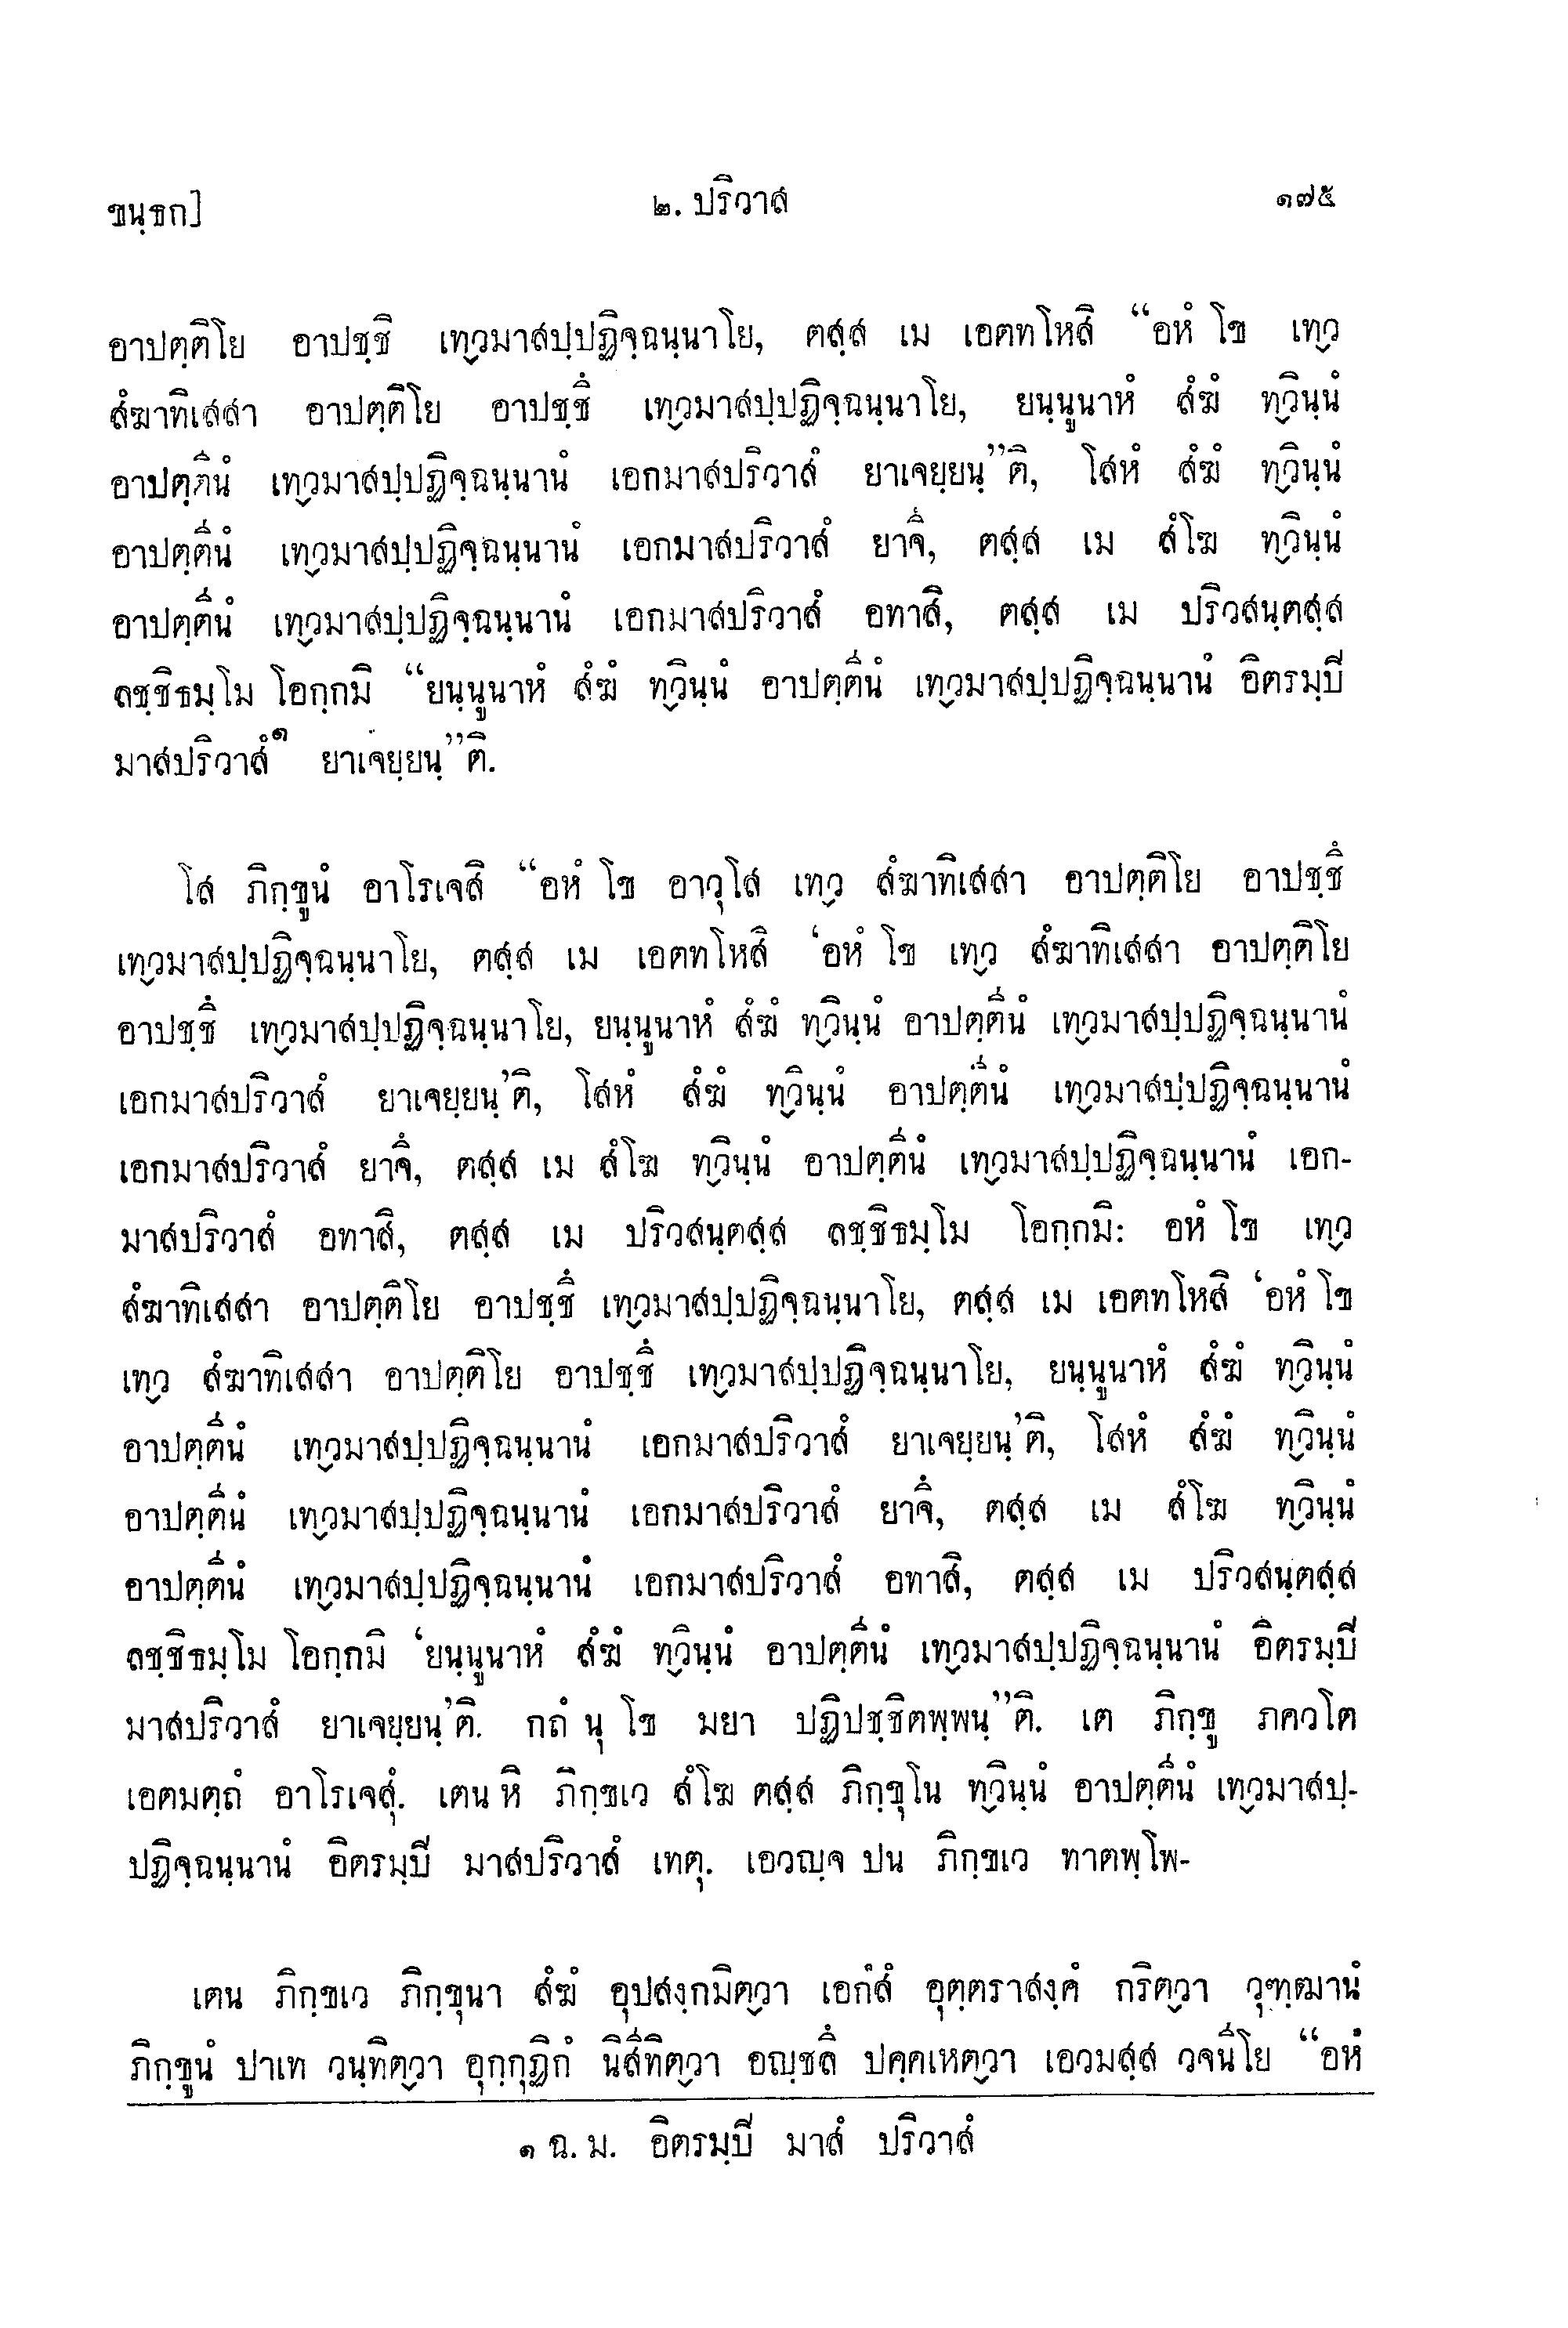 ขนฺธก]
๒. ปริวาส
๑๗๕
อาปตฺติโย อาปชฺชิ เทฺวมาสปฺปฏิจฺฉนฺนาโย, ตสฺส เม เอตทโหสิ “อหํ โข เทฺว
สํฆาทิเสสา อาปตฺติโย อาปชฺชึ เทฺวมาสปฺปฏิจฺฉนฺนาโย, ยนฺนูนาหํ สํฆํ ทฺวินฺนํ
อาปตฺตีนํ เทฺวมาสปฺปฏิจฺฉนฺนานํ เอกมาสปริวาสํ ยาเจยฺยนฺ”ติ, โสหํ สํฆํ ทฺวินฺนํ
อาปตฺตีนํ เทฺวมาสปฺปฏิจฺฉนฺนานํ เอกมาสปริวาสํ ยาจึ, ตสฺส เม สํโฆ ทฺวินฺนํ
อาปตฺตีนํ เทฺวมาสปฺปฏิจฺฉนฺนานํ เอกมาสปริวาสํ อทาสิ, ตสฺส เม ปริวสนฺตสฺส
ลชฺชิธมฺโม โอกฺกมิ “ยนฺนูนาหํ สํฆํ ทฺวินฺนํ อาปตฺตีนํ เทฺวมาสปฺปฏิจฺฉนฺนานํ อิตรมฺปี
มาสปริวาสํ๑ ยาเจยฺยนฺ”ติ.
โส ภิกฺขูนํ อาโรเจสิ “อหํ โข อาวุโส เทฺว สํฆาทิเสสา อาปตฺติโย อาปชฺชึ
เทฺวมาสปฺปฏิจฺฉนฺนาโย, ตสฺส เม เอตทโหสิ ‘อหํ โข เทฺว สํฆาทิเสสา อาปตฺติโย
อาปชฺชึ เทฺวมาสปฺปฏิจฺฉนฺนาโย, ยนฺนูนาหํ สํฆํ ทฺวินฺนํ อาปตฺตีนํ เทฺวมาสปฺปฏิจฺฉนฺนานํ
เอกมาสปริวาสํ ยาเจยฺยนฺ’ติ, โสหํ สํฆํ ทฺวินฺนํ อาปตฺตีนํ เทฺวมาสปฺปฏิจฺฉนฺนานํ
เอกมาสปริวาสํ ยาจึ, ตสฺส เม สํโฆ ทฺวินฺนํ อาปตฺตีนํ เทฺวมาสปฺปฏิจฺฉนฺนานํ เอก-
มาสปริวาสํ อทาสิ, ตสฺส เม ปริวสนฺตสฺส ลชฺชิธมฺโม โอกฺกมิ: อหํ โข เทฺว
สํฆาทิเสสา อาปตฺติโย อาปชฺชึ เทฺวมาสปฺปฏิจฺฉนฺนาโย, ตสฺส เม เอตทโหสิ ‘อหํ โข
เทฺว สํฆาทิเสสา อาปตฺติโย อาปชฺชึ เทฺวมาสปฺปฏิจฺฉนฺนาโย, ยนฺนูนาหํ สํฆํ ทฺวินฺนํ
อาปตฺตีนํ เทฺวมาสปฺปฏิจฺฉนฺนานํ เอกมาสปริวาสํ ยาเจยฺยนฺ’ติ, โสหํ สํฆํ ทฺวินฺนํ
อาปตฺตีนํ เทฺวมาสปฺปฏิจฺฉนฺนานํ เอกมาสปริวาสํ ยาจึ, ตสฺส เม สํโฆ ทฺวินฺนํ
อาปตฺตีนํ เทฺวมาสปฺปฏิจฺฉนฺนานํ เอกมาสปริวาสํ อทาสิ, ตสฺส เม ปริวสนฺตสฺส
ลชฺชิธมฺโม โอกฺกมิ ‘ยนฺนูนาหํ สํฆํ ทฺวินฺนํ อาปตฺตีนํ เทฺวมาสปฺปฏิจฺฉนฺนานํ อิตรมฺปี
มาสปริวาสํ ยาเจยฺยนฺ’ติ. กถํ นุ โข มยา ปฏิปชฺชิตพฺพนฺ”ติ. เต ภิกฺขู ภควโต
เอตมตฺถํ อาโรเจสุํ. เตน หิ ภิกฺขเว สํโฆ ตสฺส ภิกฺขุโน ทฺวินฺนํ อาปตฺตีนํ เทฺวมาสปฺ-
ปฏิจฺฉนฺนานํ อิตรมฺปี มาสปริวาสํ เทตุ. เอวญฺจ ปน ภิกฺขเว ทาตพฺโพ-
เตน ภิกฺขเว ภิกฺขุนา สํฆํ อุปสงฺกมิตฺวา เอกํสํ อุตฺตราสงฺคํ กริตฺวา วุฑฺฒานํ
ภิกฺขูนํ ปาเท วนฺทิตฺวา อุกฺกุฏิกํ นิสีทิตฺวา อญฺชลึ ปคฺคเหตฺวา เอวมสฺส วจนีโย “อหํ
๑ ฉ. ม. อิตรมฺปี มาสํ ปริวาสํ